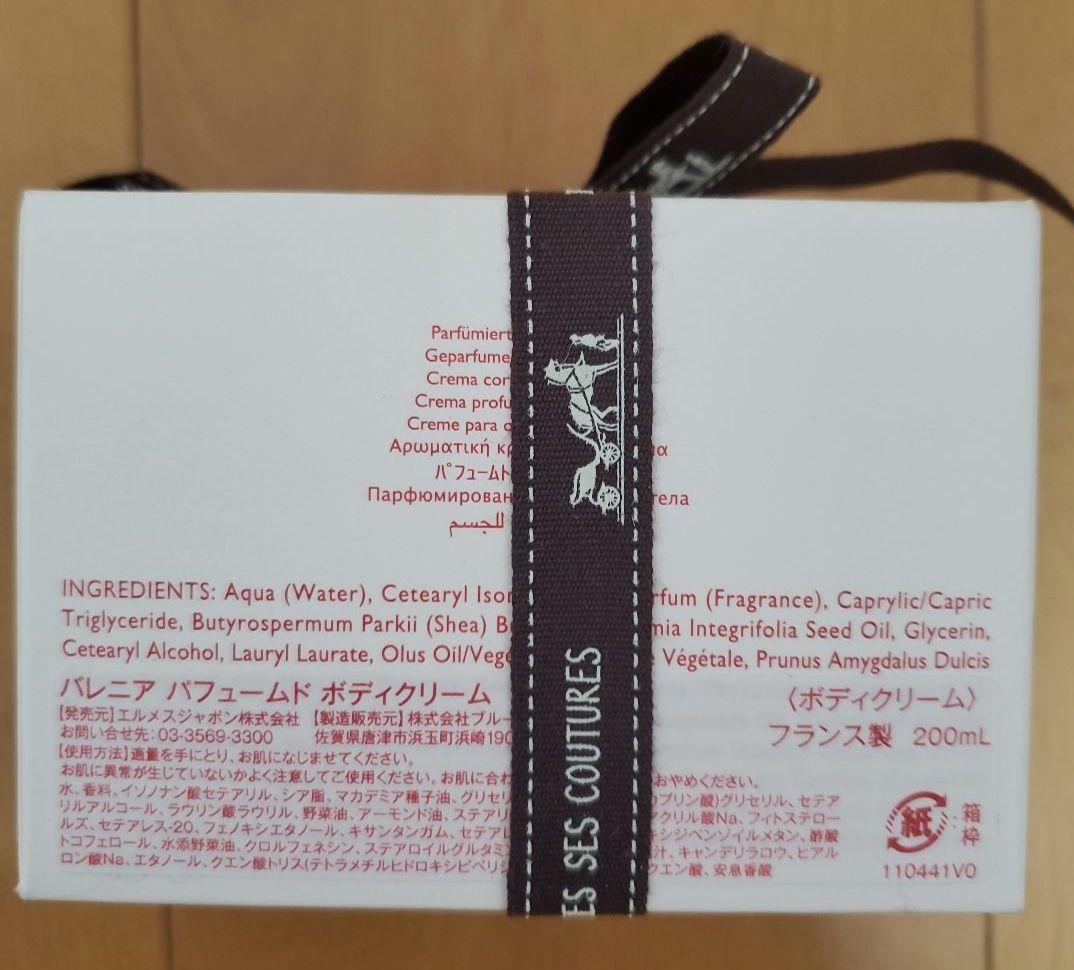 Parfümiert
Geparfume
Crema cor
Crema profu
Creme para
Αρωματική κρ α
パフュームド
Парфюмирован тела
للجسم
INGREDIENTS: Aqua (Water), Cetearyl Ison rfum (Fragrance), Caprylic/Capric
Triglyceride, Butyrospermum Parkii (Shea) B mia Integrifolia Seed Oil, Glycerin,
Cetearyl Alcohol, Lauryl Laurate, Olus Oil/Vege e Végétale, Prunus Amygdalus Dulcis
バレニア パフュームド ボディクリーム 〈ボディクリーム〉
【発売元】エルメスジャポン株式会社 【製造販売元】株式会社ブルー
お問い合せ先：03-3569-3300 佐賀県唐津市浜玉町浜崎190 フランス製 200mL
【使用方法】適量を手にとり、お肌になじませてください。
お肌に異常が生じていないかよく注意してご使用ください。お肌に合わ おやめください。
水、香料、イソノナン酸セテアリル、シア脂、マカデミア種子油、グリセリ カプリン酸)グリセリル、セテア
リルアルコール、ラウリン酸ラウリル、野菜油、アーモンド油、ステアリ クリル酸Na、フィトステロー
ルズ、セテアレス-20、フェノキシエタノール、キサンタンガム、セテアレ キシジベンゾイルメタン、酢酸
トコフェロール、水添野菜油、クロルフェネシン、ステアロイルグルタミ 汁、キャンデリラロウ、ヒアル
ロン酸Na、エタノール、クエン酸トリス(テトラメチルヒドロキシピペリジ クエン酸、安息香酸
紙
箱
枠
110441V0
ES SES COUTURES